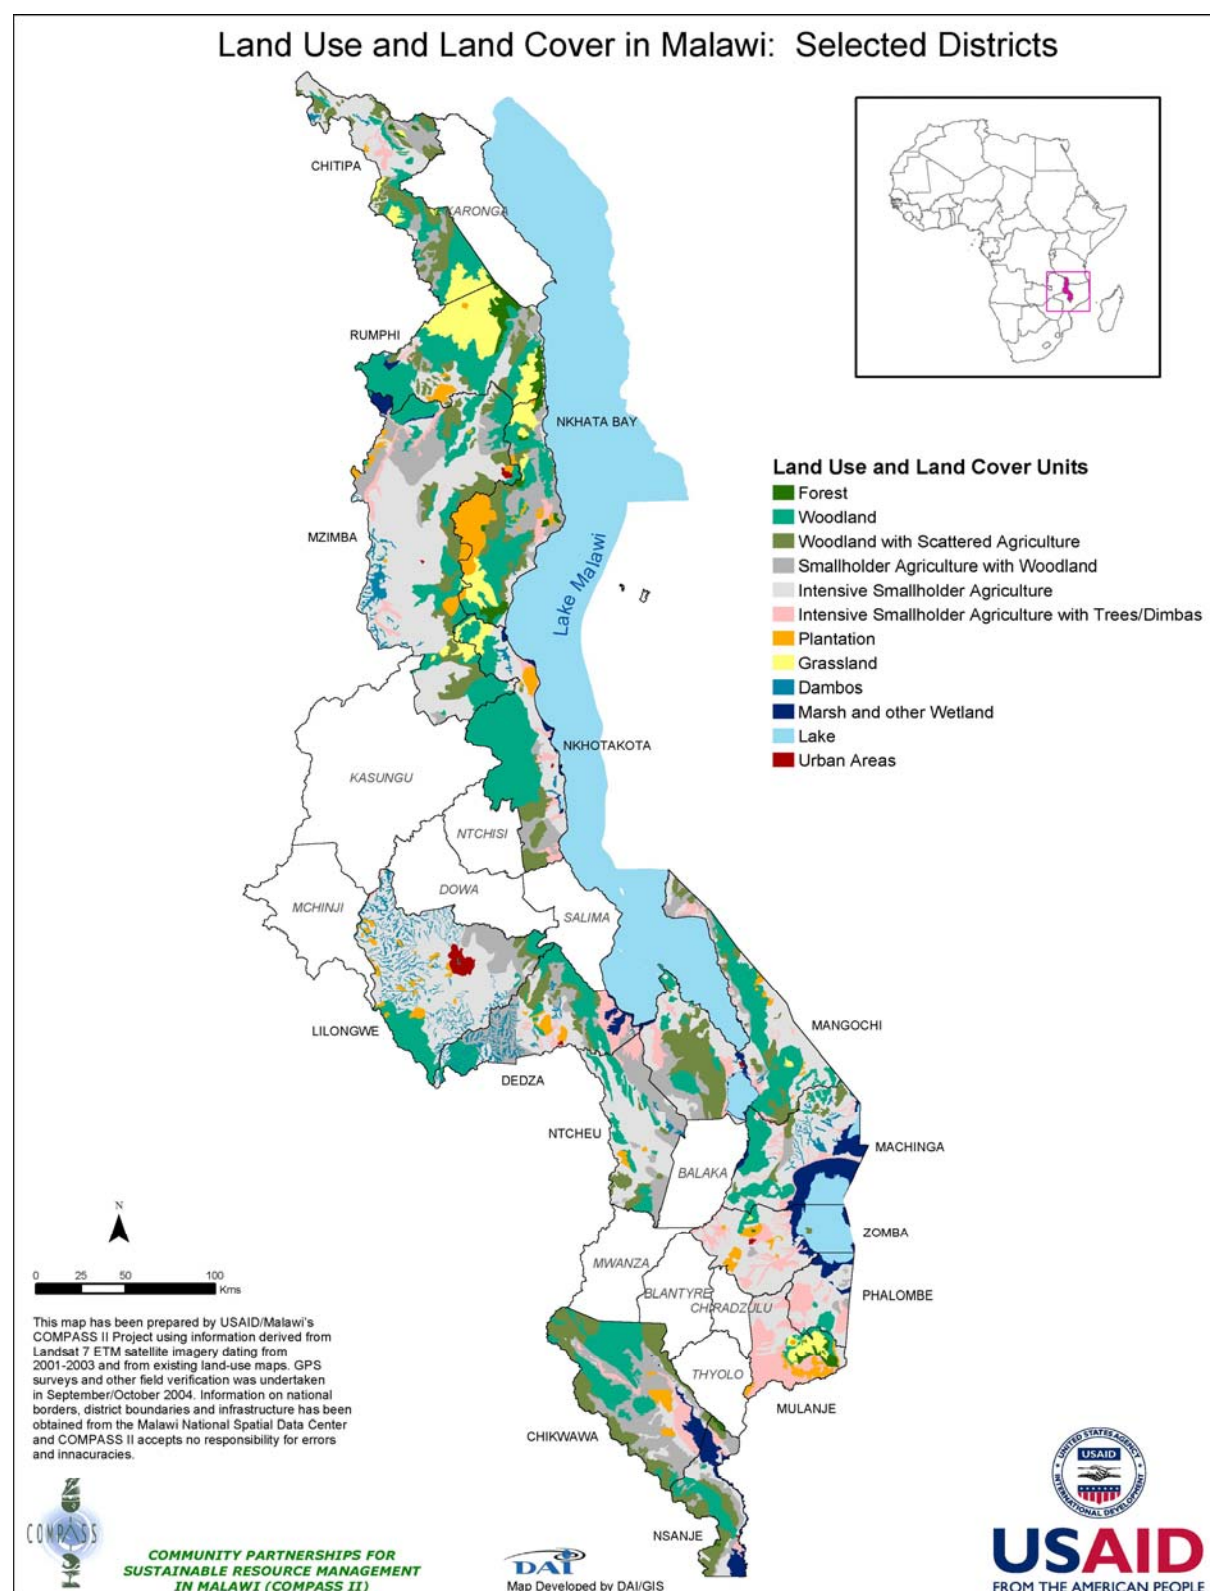 Land Use and Land Cover in Malawi: Selected Districts
CHITIPA
KARONGA
RUMPHI
NKHATA BAY
Land Use and Land Cover Units
Forest
Woodland
Woodland with Scattered Agriculture
Smallholder Agriculture with Woodland
Intensive Smallholder Agriculture
Intensive Smallholder Agriculture with Trees/Dimbas
Plantation
Grassland
Dambos
Marsh and other Wetland
Lake
Urban Areas
MZIMBA
Lake Malawi
NKHOTAKOTA
KASUNGU
NTCHISI
DOWA
MCHINJI
SALIMA
LILONGWE
MANGOCHI
DEDZA
NTCHEU
MACHINGA
BALAKA
N
ZOMBA
MWANZA
0 25 50 100
Kms
BLANTYRE
CHIRADZULU
PHALOMBE
This map has been prepared by USAID/Malawi's
COMPASS II Project using information derived from
Landsat 7 ETM satellite imagery dating from
2001-2003 and from existing land-use maps. GPS
surveys and other field verification was undertaken
in September/October 2004. Information on national
borders, district boundaries and infrastructure has been
obtained from the Malawi National Spatial Data Center
and COMPASS II accepts no responsibility for errors
and innacuracies.
THYOLO
MULANJE
CHIKWAWA
NSANJE
COMPASS
II
COMMUNITY PARTNERSHIPS FOR
SUSTAINABLE RESOURCE MANAGEMENT
IN MALAWI (COMPASS II)
DAI
Map Developed by DAI/GIS
UNITED STATES AGENCY
USAID
INTERNATIONAL DEVELOPMENT
USAID
FROM THE AMERICAN PEOPLE